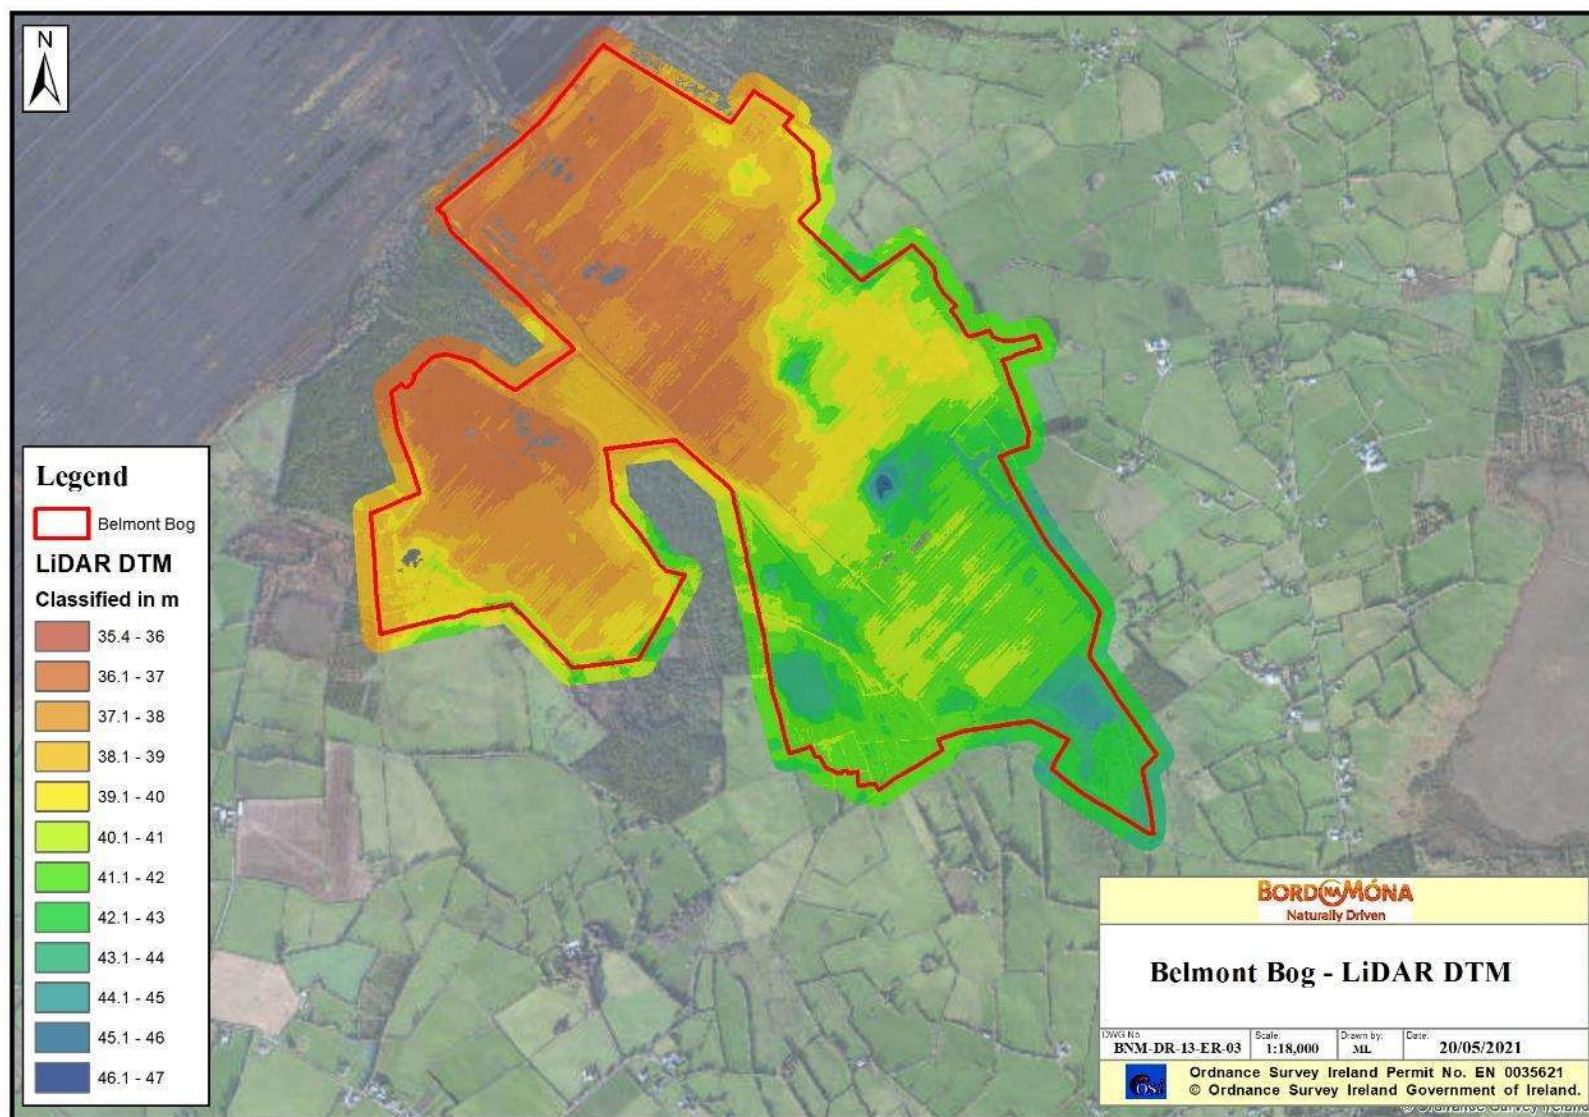 N
Legend
Belmont Bog
LiDAR DTM
Classified in m
35.4 - 36
36.1 - 37
37.1 - 38
38.1 - 39
39.1 - 40
40.1 - 41
41.1 - 42
42.1 - 43
43.1 - 44
44.1 - 45
45.1 - 46
46.1 - 47
BORD NA MÓNA
Naturally Driven
Belmont Bog - LiDAR DTM
DWG No Scale: Drawn by: Date:
BNM-DR-13-ER-03 1:18,000 ML 20/05/2021
OSi
Ordnance Survey Ireland Permit No. EN 0035621
© Ordnance Survey Ireland Government of Ireland.
© Ordnance Survey Ireland